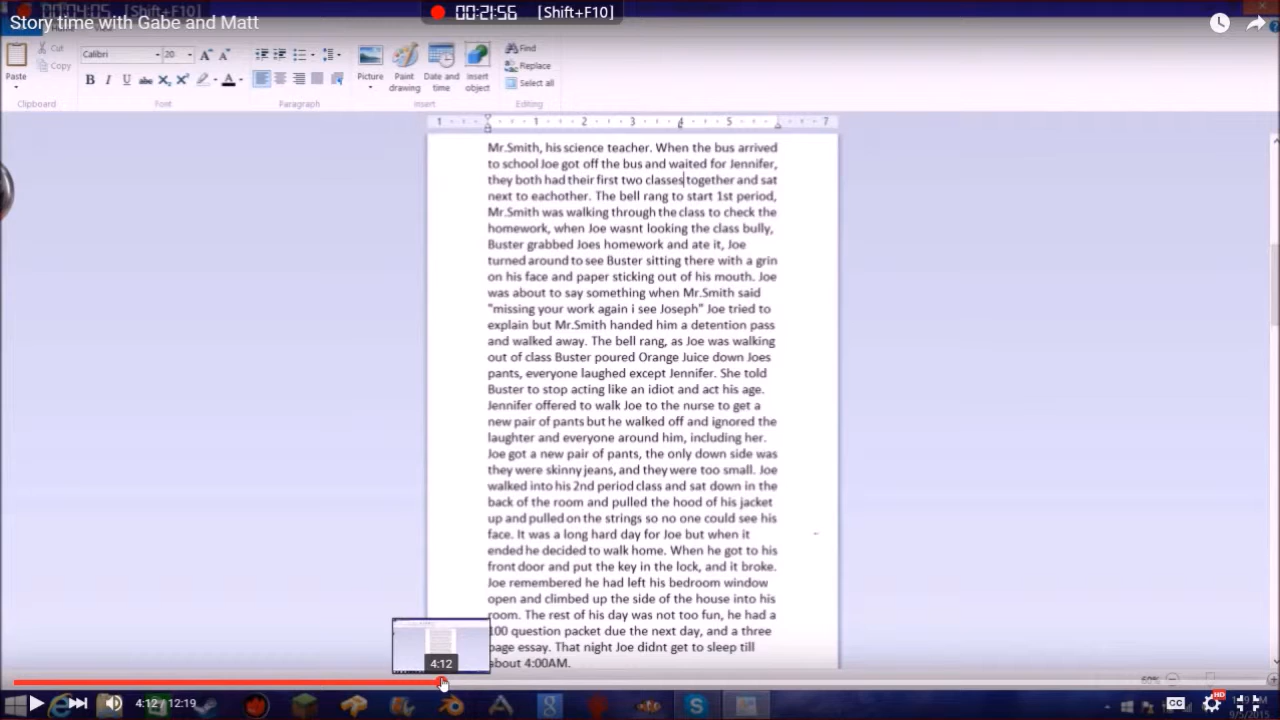 00:04:05 [Shift+F10]
00:21:56 [Shift+F10]
Story time with Gabe and Matt
Cut
Copy
Paste
Clipboard
Calibri
20
Font
Paragraph
Picture
Paint drawing
Date and time
Insert object
Insert
Find
Replace
Select all
Editing
1 1 2 3 4 5 7
Mr.Smith, his science teacher. When the bus arrived
to school Joe got off the bus and waited for Jennifer,
they both had their first two classes together and sat
next to eachother. The bell rang to start 1st period,
Mr.Smith was walking through the class to check the
homework, when Joe wasnt looking the class bully,
Buster grabbed Joes homework and ate it, Joe
turned around to see Buster sitting there with a grin
on his face and paper sticking out of his mouth. Joe
was about to say something when Mr.Smith said
"missing your work again i see Joseph" Joe tried to
explain but Mr.Smith handed him a detention pass
and walked away. The bell rang, as Joe was walking
out of class Buster poured Orange Juice down Joes
pants, everyone laughed except Jennifer. She told
Buster to stop acting like an idiot and act his age.
Jennifer offered to walk Joe to the nurse to get a
new pair of pants but he walked off and ignored the
laughter and everyone around him, including her.
Joe got a new pair of pants, the only down side was
they were skinny jeans, and they were too small. Joe
walked into his 2nd period class and sat down in the
back of the room and pulled the hood of his jacket
up and pulled on the strings so no one could see his
face. It was a long hard day for Joe but when it
ended he decided to walk home. When he got to his
front door and put the key in the lock, and it broke.
Joe remembered he had left his bedroom window
open and climbed up the side of the house into his
room. The rest of his day was not too fun, he had a
100 question packet due the next day, and a three
page essay. That night Joe didnt get to sleep till
about 4:00AM.
4:12
60%
4:12 / 12:19
CC
HD